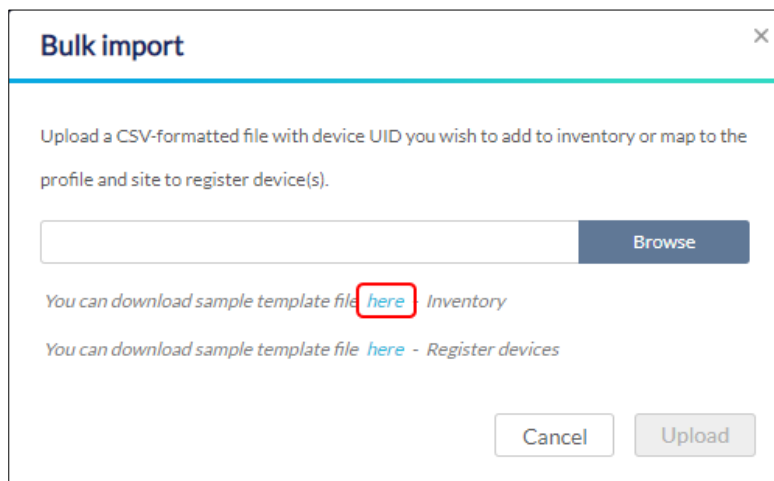 Bulk import
Upload a CSV-formatted file with device UID you wish to add to inventory or map to the
profile and site to register device(s).
Browse
You can download sample template file here - Inventory
You can download sample template file here - Register devices
Cancel
Upload